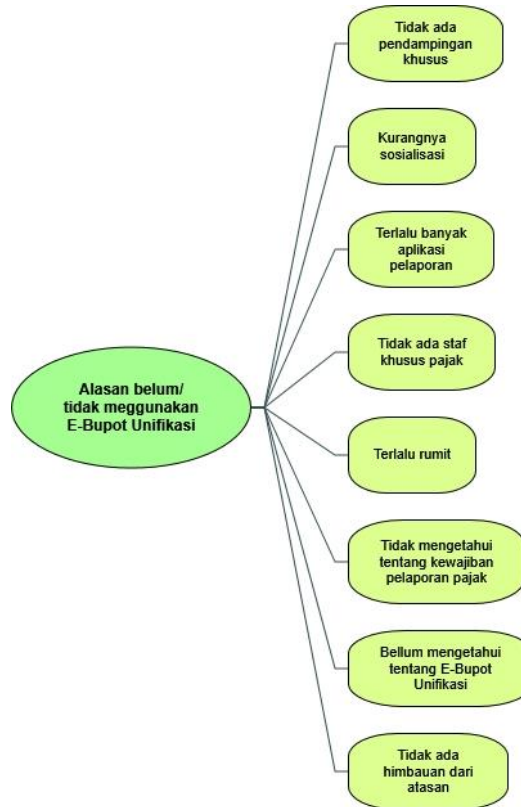 Tidak ada
pendampingan
khusus
Kurangnya
sosialisasi
Terlalu banyak
aplikasi
pelaporan
Tidak ada staf
khusus pajak
Alasan belum/
tidak meggunakan
E-Bupot Unifikasi
Terlalu rumit
Tidak mengetahui
tentang kewajiban
pelaporan pajak
Bellum mengetahui
tentang E-Bupot
Unifikasi
Tidak ada
himbauan dari
atasan